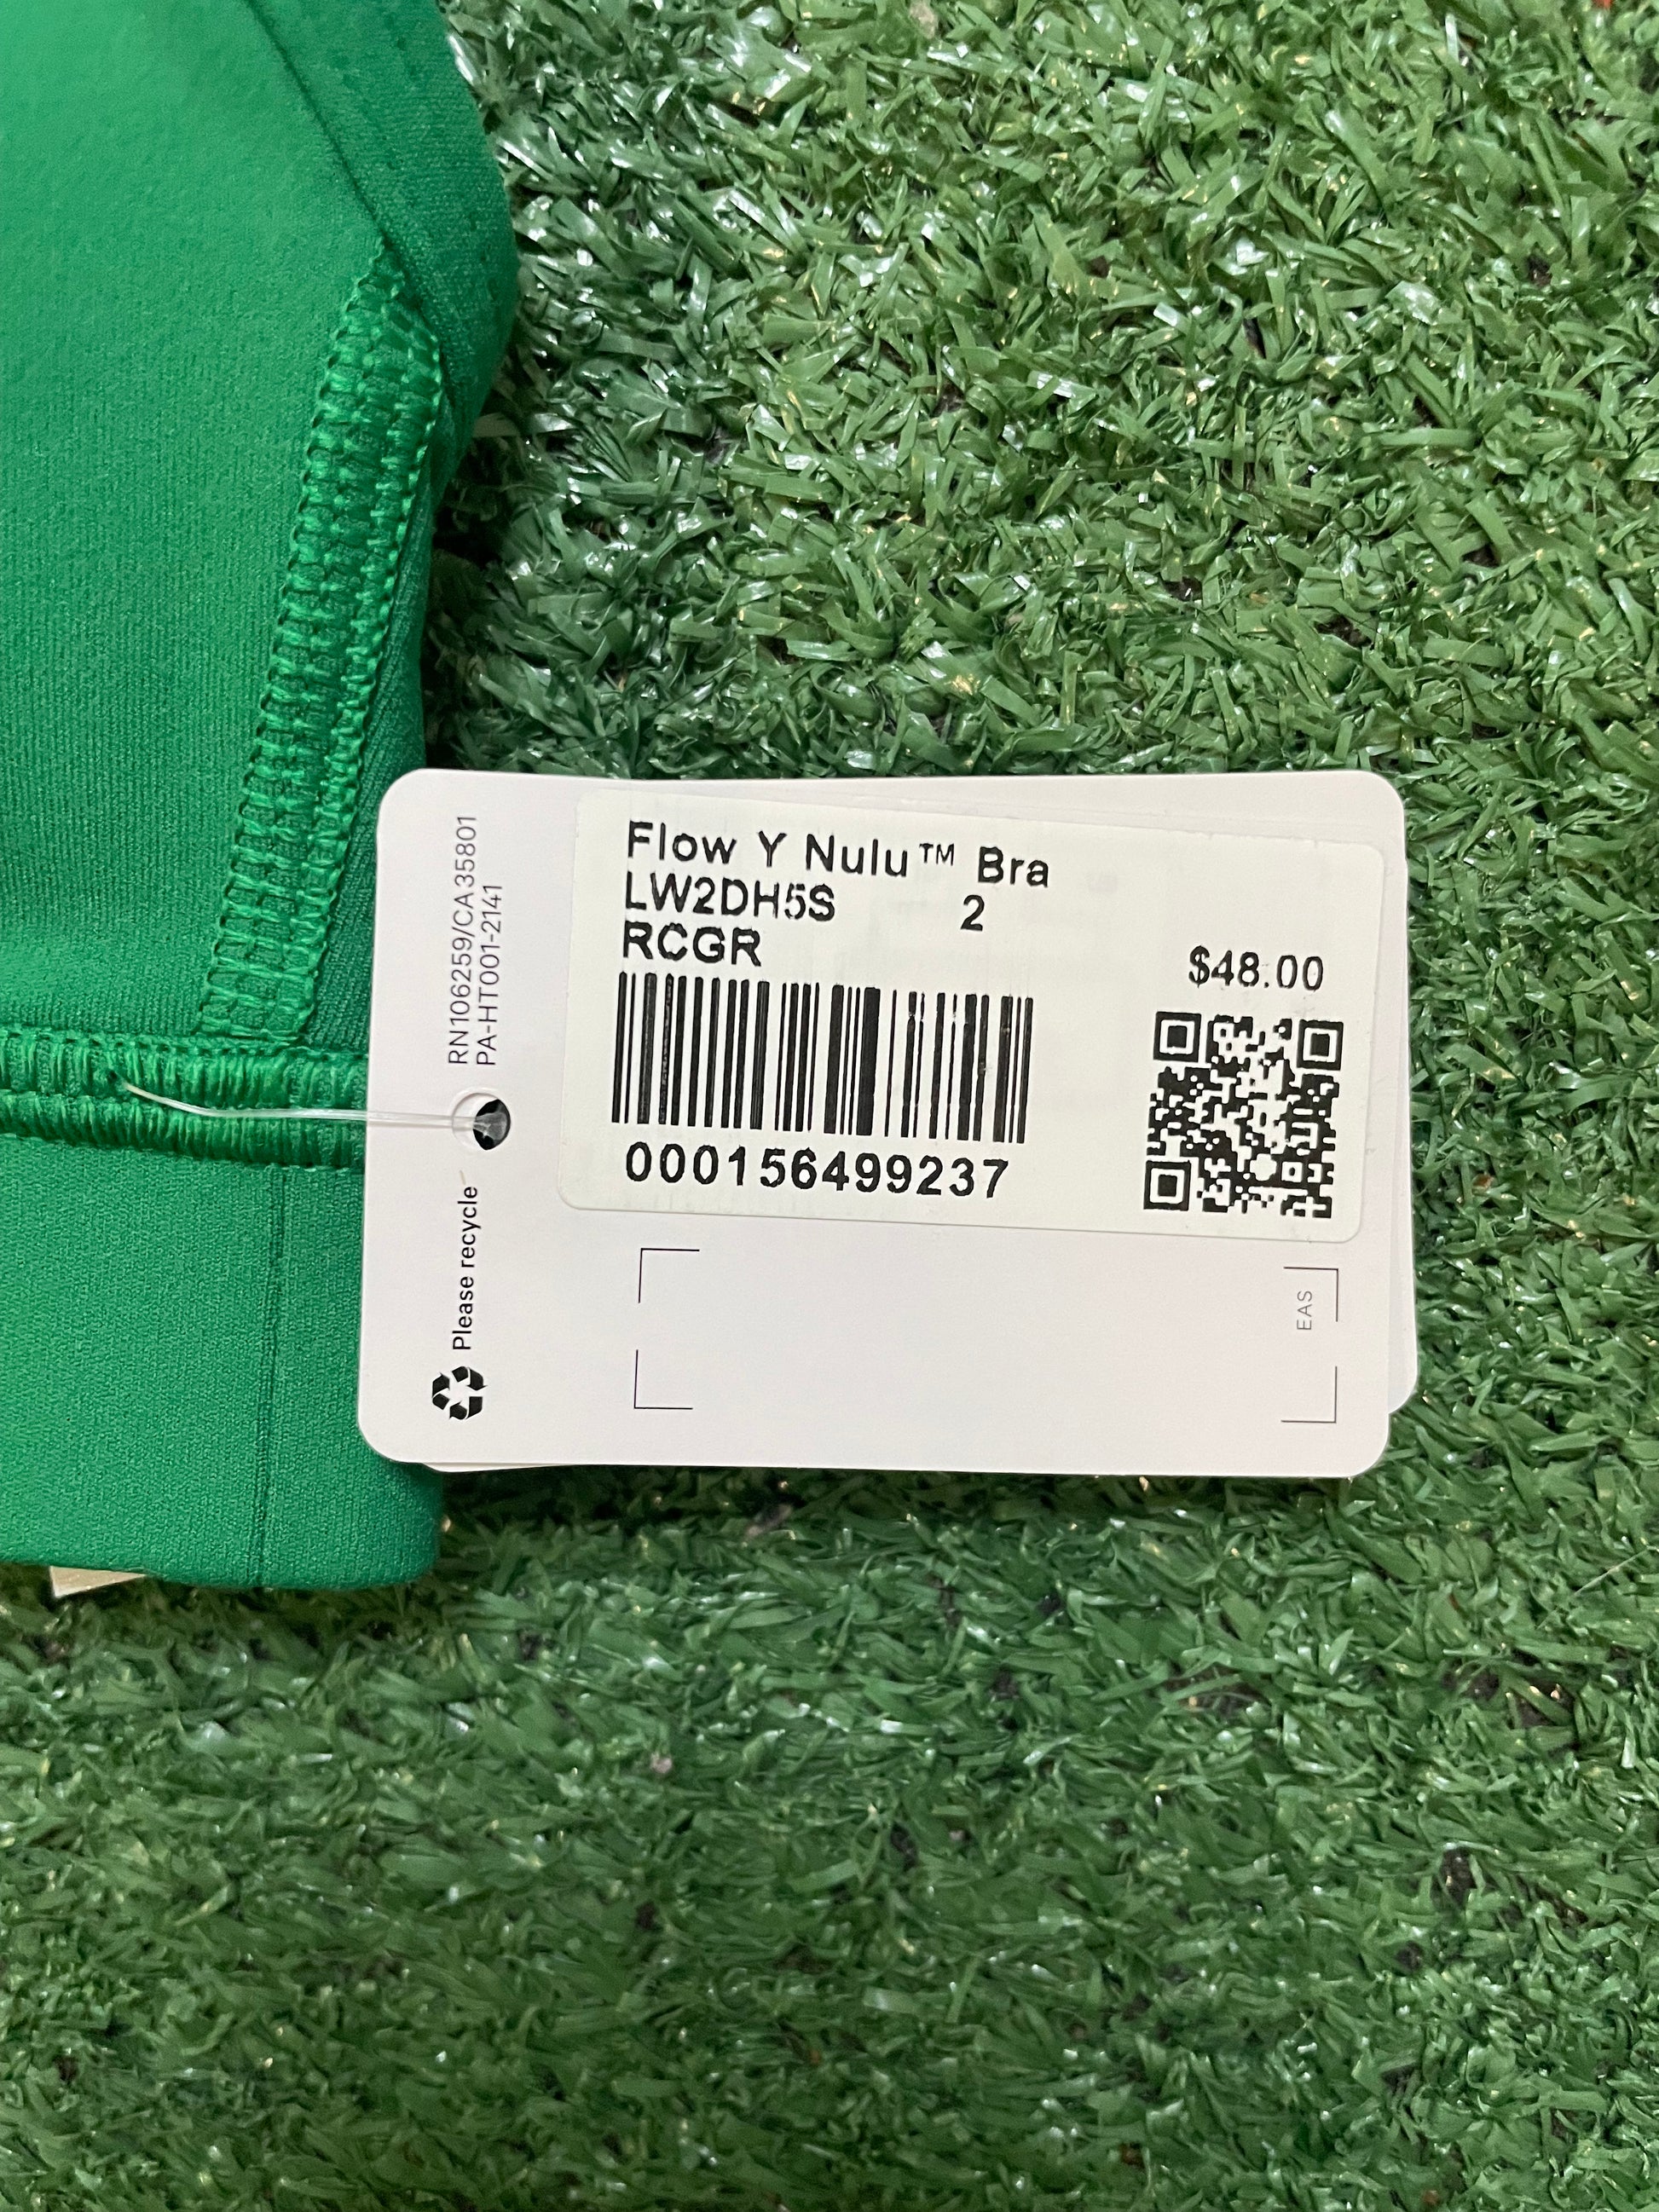 Flow Y Nulu™ Bra
LW2DH5S 2
RCGR
$48.00
000156499237
RN106259/CA35801
PA-HT001-2141
Please recycle
EAS